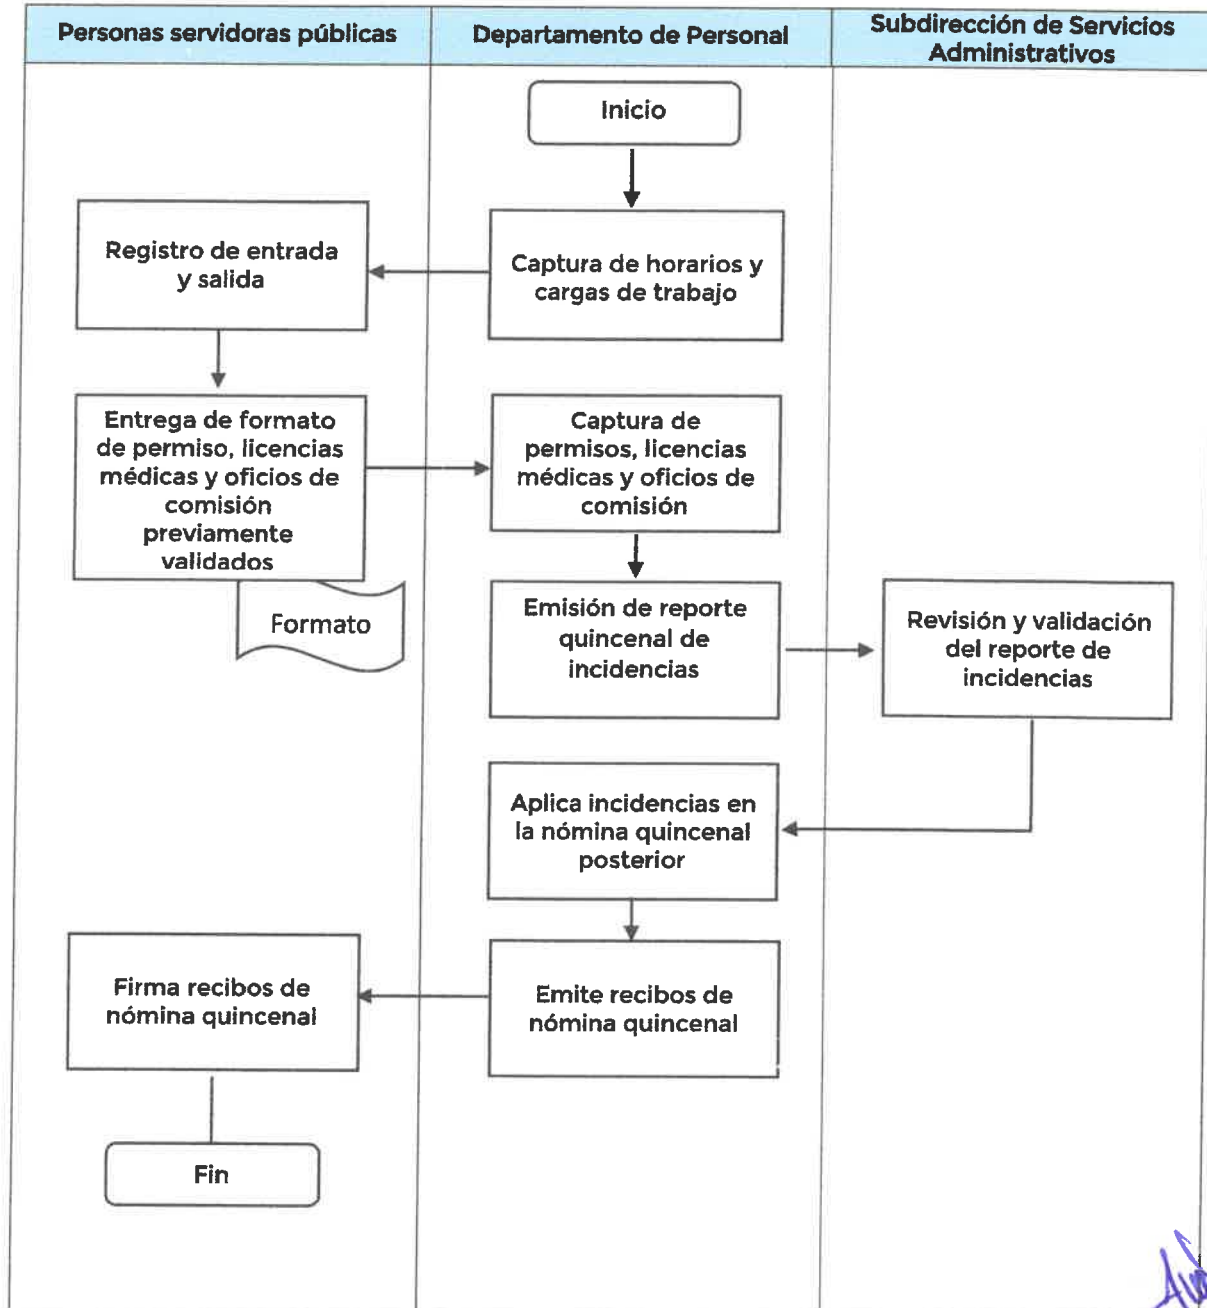 Personas servidoras públicas
Departamento de Personal
Subdirección de Servicios
Administrativos
Inicio
Captura de horarios y
cargas de trabajo
Registro de entrada
y salida
Entrega de formato
de permiso, licencias
médicas y oficios de
comisión
previamente
validados
Formato
Captura de
permisos, licencias
médicas y oficios de
comisión
Emisión de reporte
quincenal de
incidencias
Revisión y validación
del reporte de
incidencias
Aplica incidencias en
la nómina quincenal
posterior
Emite recibos de
nómina quincenal
Firma recibos de
nómina quincenal
Fin